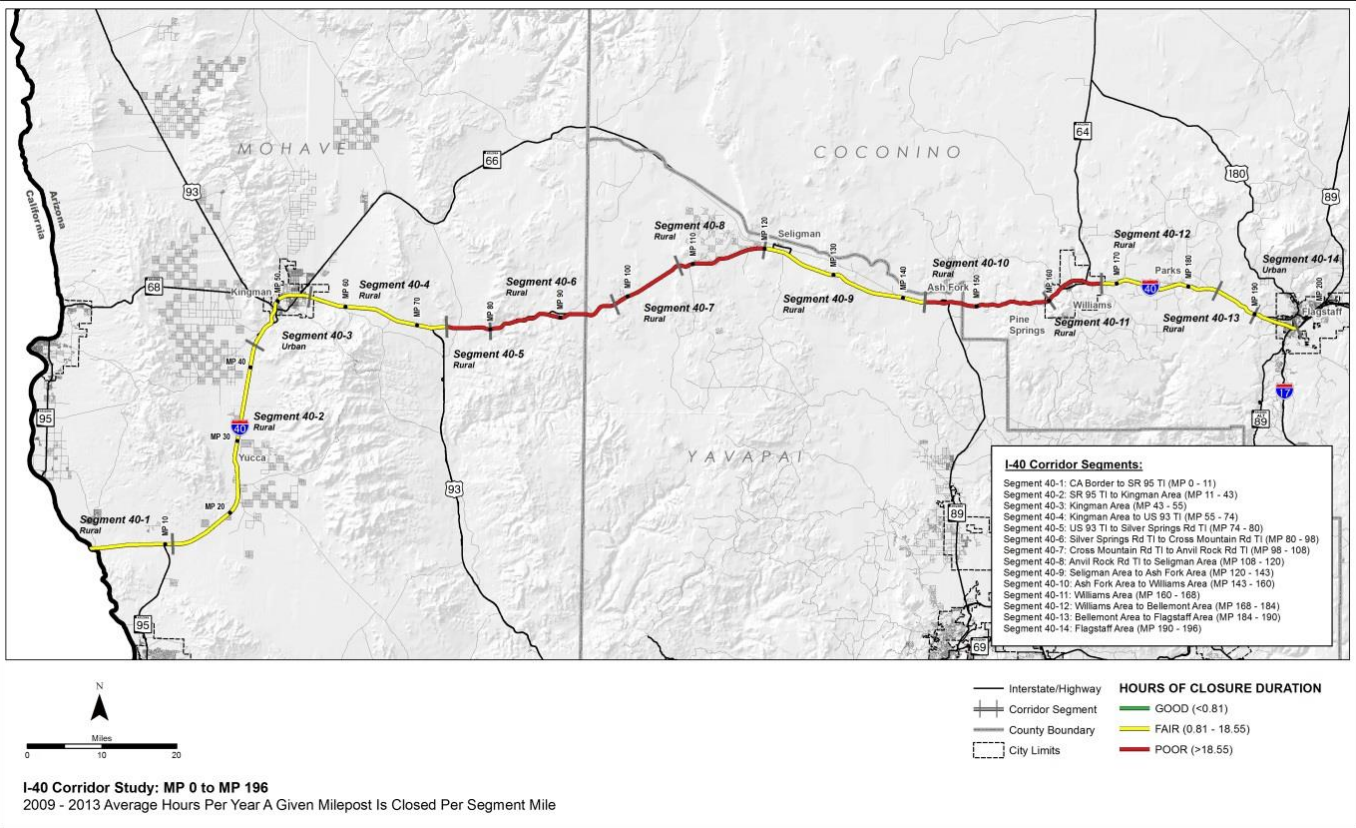 MOHAVE
COCONINO
YAVAPAI
California
Arizona
93
66
64
180
89
68
95
95
93
89
69
ALT
89
17
40
40
Kingman
Yucca
Seligman
Ash Fork
Pine
Springs
Williams
Parks
Flagstaff
Segment 40-1
Rural
Segment 40-2
Rural
Segment 40-3
Urban
Segment 40-4
Rural
Segment 40-5
Rural
Segment 40-6
Rural
Segment 40-7
Rural
Segment 40-8
Rural
Segment 40-9
Rural
Segment 40-10
Rural
Segment 40-11
Rural
Segment 40-12
Rural
Segment 40-13
Rural
Segment 40-14
Urban
MP 10
MP 20
MP 30
MP 40
MP 50
MP 60
MP 70
MP 80
MP 90
MP 100
MP 110
MP 120
MP 130
MP 140
MP 150
MP 160
MP 170
MP 180
MP 190
MP 200
I-40 Corridor Segments:
Segment 40-1: CA Border to SR 95 TI (MP 0 - 11)
Segment 40-2: SR 95 TI to Kingman Area (MP 11 - 43)
Segment 40-3: Kingman Area (MP 43 - 55)
Segment 40-4: Kingman Area to US 93 TI (MP 55 - 74)
Segment 40-5: US 93 TI to Silver Springs Rd TI (MP 74 - 80)
Segment 40-6: Silver Springs Rd TI to Cross Mountain Rd TI (MP 80 - 98)
Segment 40-7: Cross Mountain Rd TI to Anvil Rock Rd TI (MP 98 - 108)
Segment 40-8: Anvil Rock Rd TI to Seligman Area (MP 108 - 120)
Segment 40-9: Seligman Area to Ash Fork Area (MP 120 - 143)
Segment 40-10: Ash Fork Area to Williams Area (MP 143 - 160)
Segment 40-11: Williams Area (MP 160 - 168)
Segment 40-12: Williams Area to Bellemont Area (MP 168 - 184)
Segment 40-13: Bellemont Area to Flagstaff Area (MP 184 - 190)
Segment 40-14: Flagstaff Area (MP 190 - 196)
Interstate/Highway
Corridor Segment
County Boundary
City Limits
HOURS OF CLOSURE DURATION
GOOD (<0.81)
FAIR (0.81 - 18.55)
POOR (>18.55)
N
Miles
0 10 20
I-40 Corridor Study: MP 0 to MP 196
2009 - 2013 Average Hours Per Year A Given Milepost Is Closed Per Segment Mile